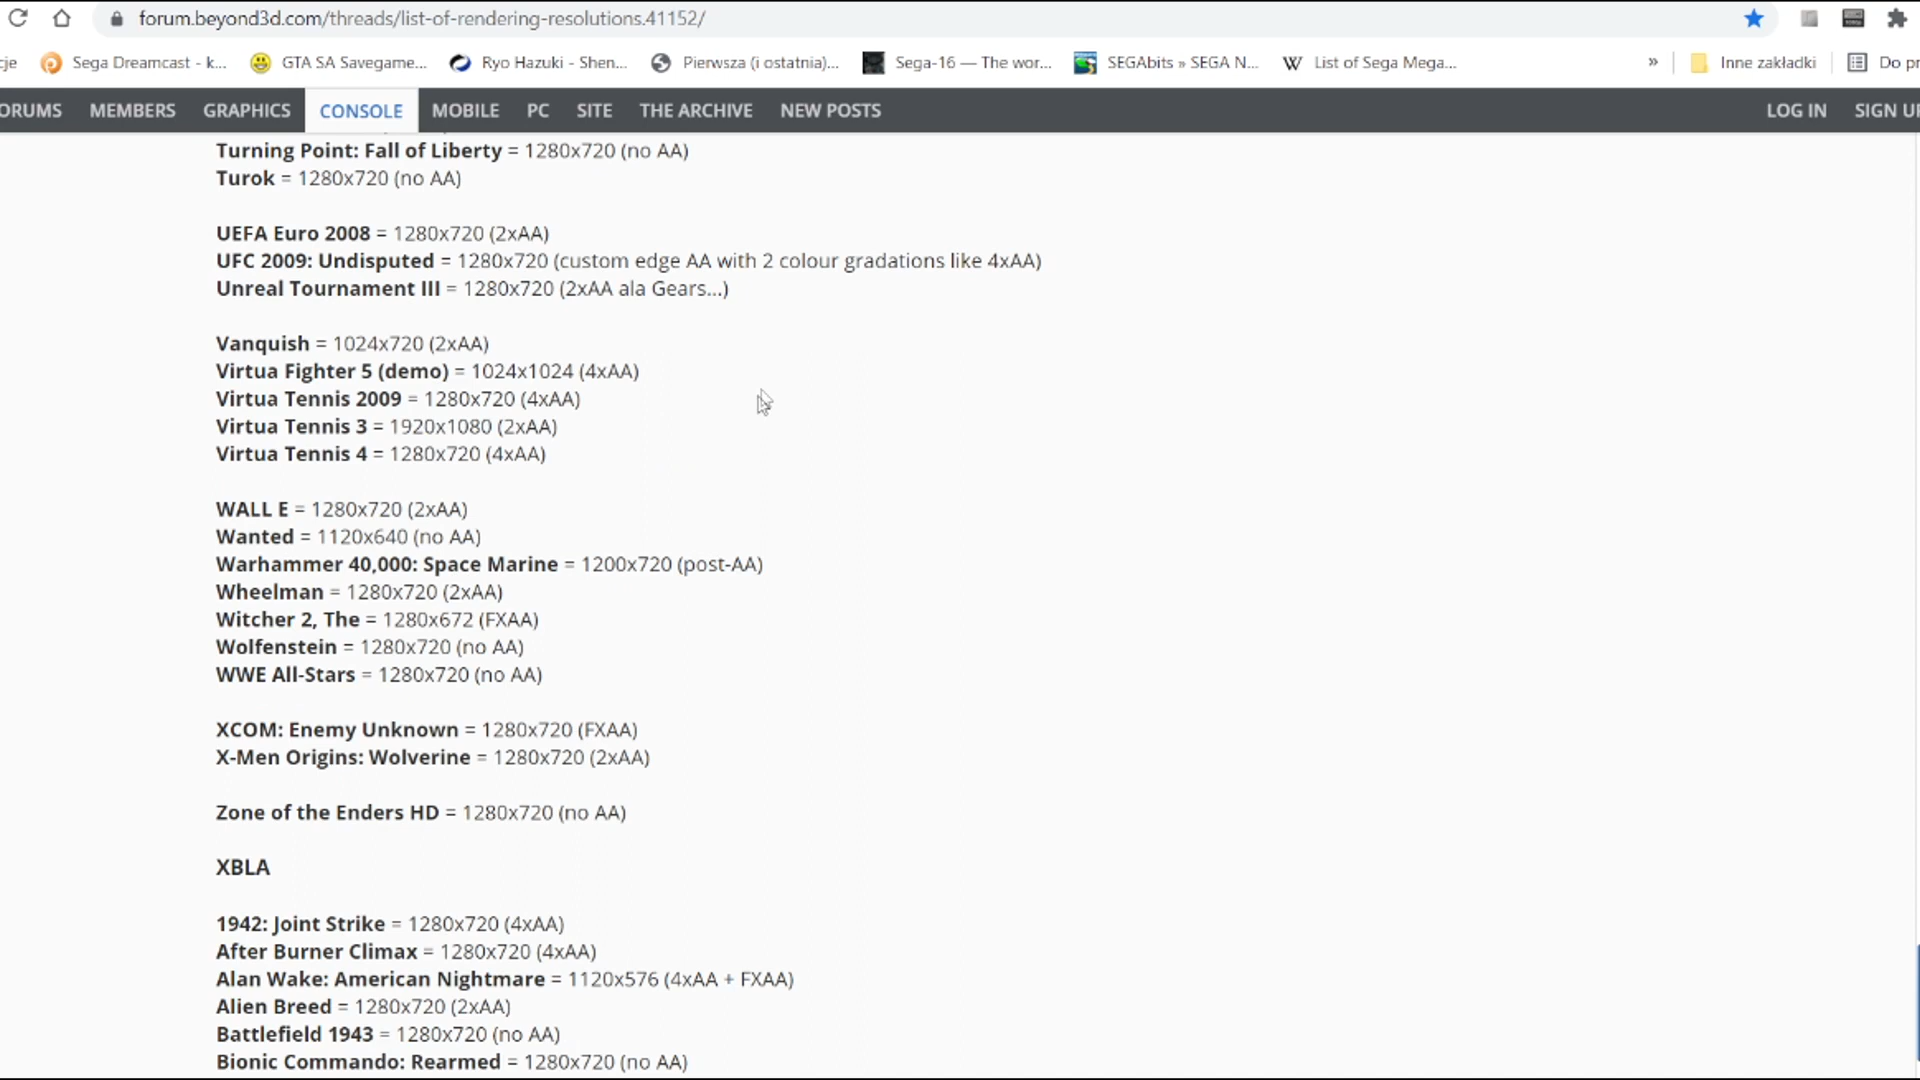 forum.beyond3d.com/threads/list-of-rendering-resolutions.41152/
je Sega Dreamcast - k... GTA SA Savegame... Ryo Hazuki - Shen... Pierwsza (i ostatnia)... Sega-16 — The wor... SEGAbits » SEGA N... W List of Sega Mega... » Inne zakładki Do pr
ORUMS MEMBERS GRAPHICS CONSOLE MOBILE PC SITE THE ARCHIVE NEW POSTS LOG IN SIGN U
Turning Point: Fall of Liberty = 1280x720 (no AA)
Turok = 1280x720 (no AA)
UEFA Euro 2008 = 1280x720 (2xAA)
UFC 2009: Undisputed = 1280x720 (custom edge AA with 2 colour gradations like 4xAA)
Unreal Tournament III = 1280x720 (2xAA ala Gears...)
Vanquish = 1024x720 (2xAA)
Virtua Fighter 5 (demo) = 1024x1024 (4xAA)
Virtua Tennis 2009 = 1280x720 (4xAA)
Virtua Tennis 3 = 1920x1080 (2xAA)
Virtua Tennis 4 = 1280x720 (4xAA)
WALL E = 1280x720 (2xAA)
Wanted = 1120x640 (no AA)
Warhammer 40,000: Space Marine = 1200x720 (post-AA)
Wheelman = 1280x720 (2xAA)
Witcher 2, The = 1280x672 (FXAA)
Wolfenstein = 1280x720 (no AA)
WWE All-Stars = 1280x720 (no AA)
XCOM: Enemy Unknown = 1280x720 (FXAA)
X-Men Origins: Wolverine = 1280x720 (2xAA)
Zone of the Enders HD = 1280x720 (no AA)
XBLA
1942: Joint Strike = 1280x720 (4xAA)
After Burner Climax = 1280x720 (4xAA)
Alan Wake: American Nightmare = 1120x576 (4xAA + FXAA)
Alien Breed = 1280x720 (2xAA)
Battlefield 1943 = 1280x720 (no AA)
Bionic Commando: Rearmed = 1280x720 (no AA)